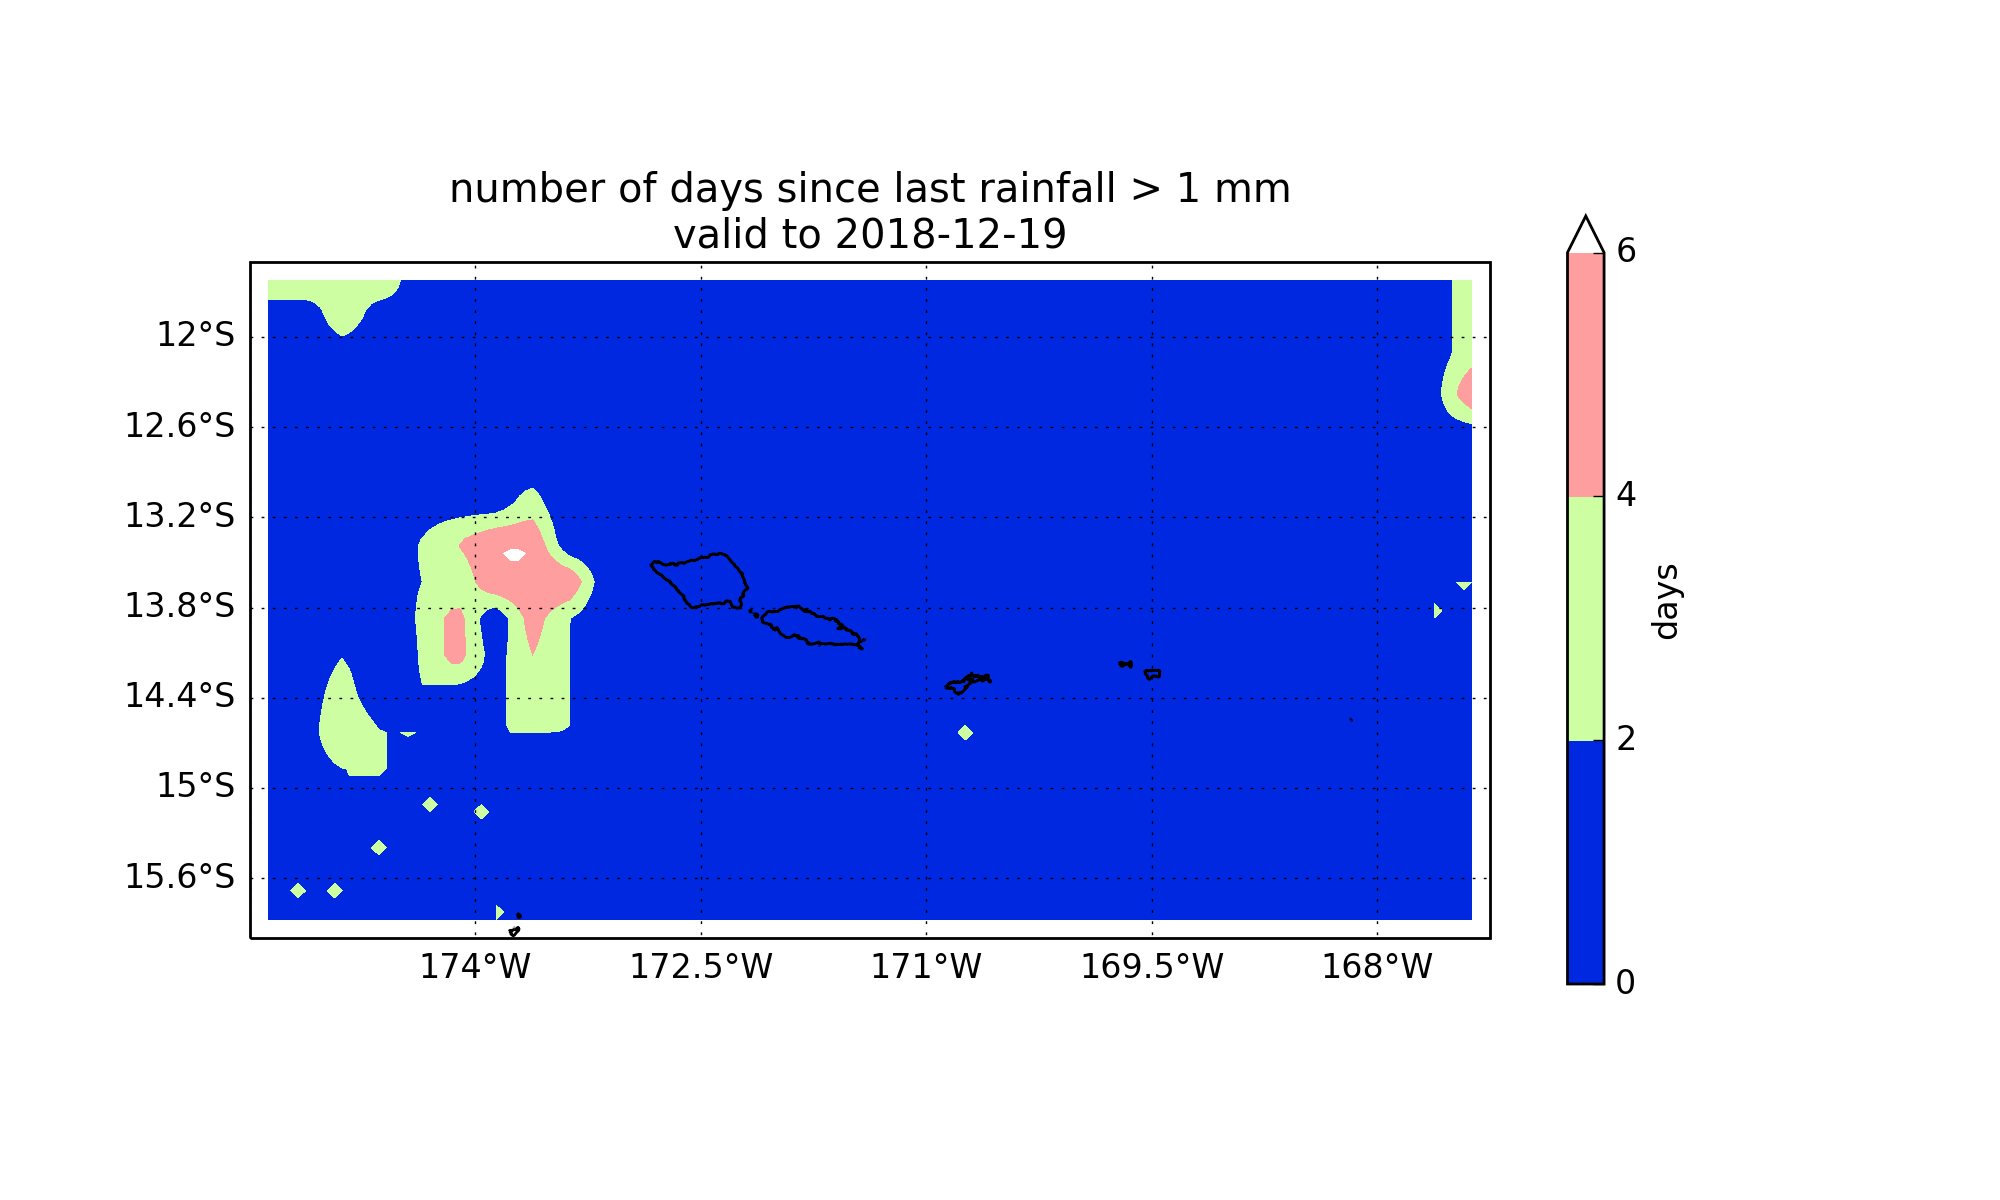 number of days since last rainfall > 1 mm
valid to 2018-12-19
12°S
12.6°S
13.2°S
13.8°S
14.4°S
15°S
15.6°S
174°W 172.5°W 171°W 169.5°W 168°W
6
4
2
0
days